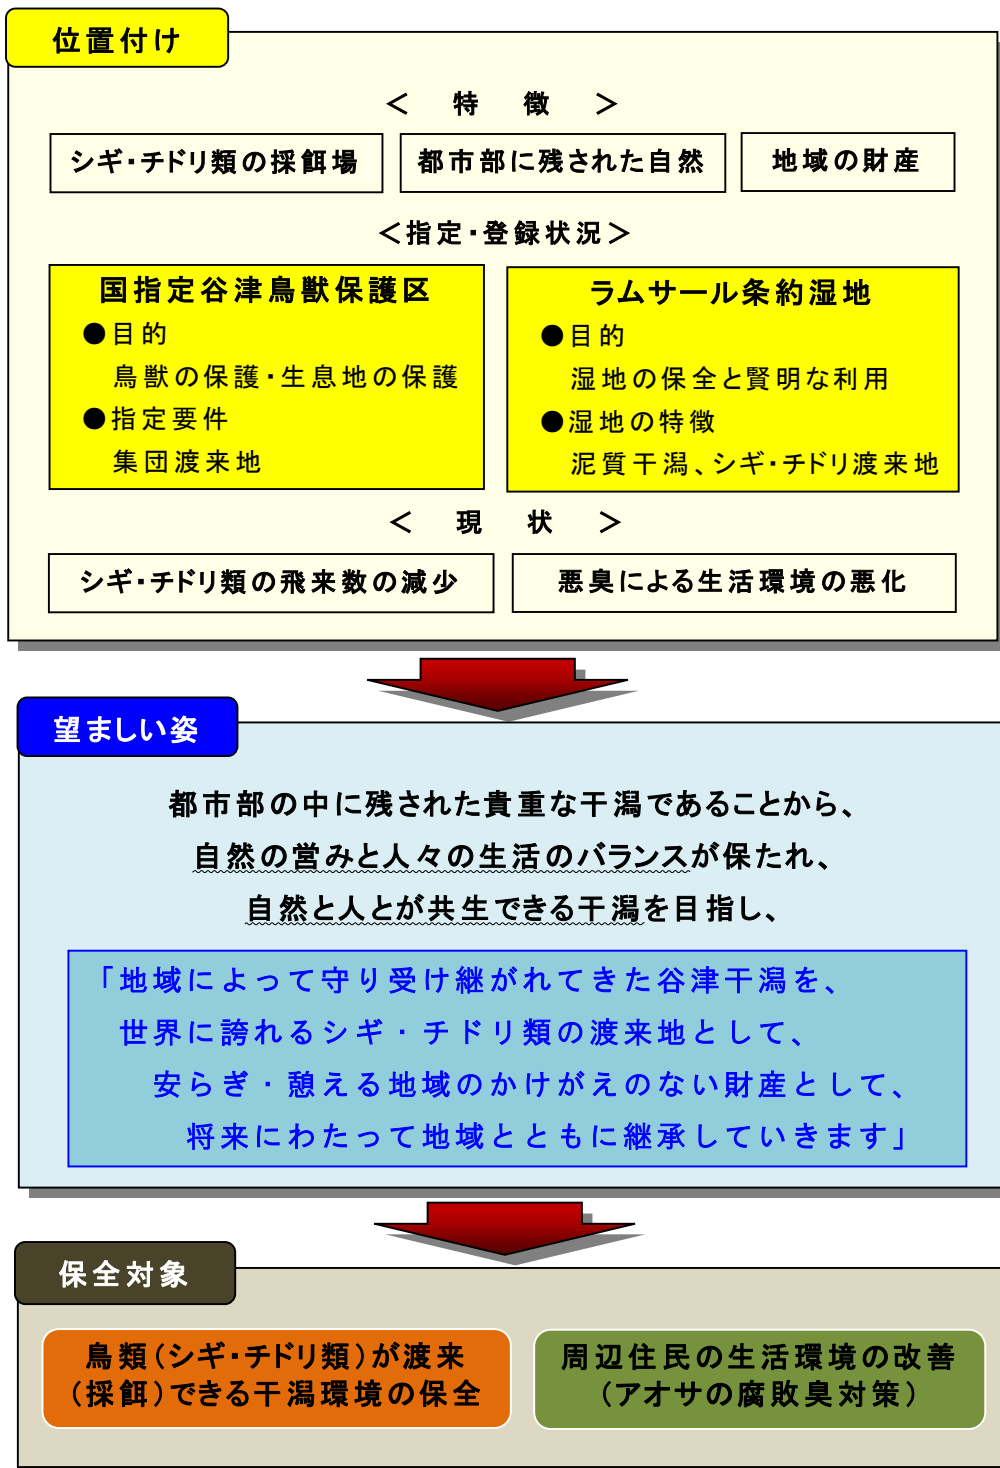 位置付け
＜　特　徴　＞
シギ・チドリ類の採餌場
都市部に残された自然
地域の財産
＜指定・登録状況＞
国指定谷津鳥獣保護区
●目的
鳥獣の保護・生息地の保護
●指定要件
集団渡来地
ラムサール条約湿地
●目的
湿地の保全と賢明な利用
●湿地の特徴
泥質干潟、シギ・チドリ渡来地
＜　現　状　＞
シギ・チドリ類の飛来数の減少
悪臭による生活環境の悪化
望ましい姿
都市部の中に残された貴重な干潟であることから、
自然の営みと人々の生活のバランスが保たれ、
自然と人とが共生できる干潟を目指し、
「地域によって守り受け継がれてきた谷津干潟を、
世界に誇れるシギ・チドリ類の渡来地として、
安らぎ・憩える地域のかけがえのない財産として、
将来にわたって地域とともに継承していきます」
保全対象
鳥類（シギ・チドリ類）が渡来
（採餌）できる干潟環境の保全
周辺住民の生活環境の改善
（アオサの腐敗臭対策）